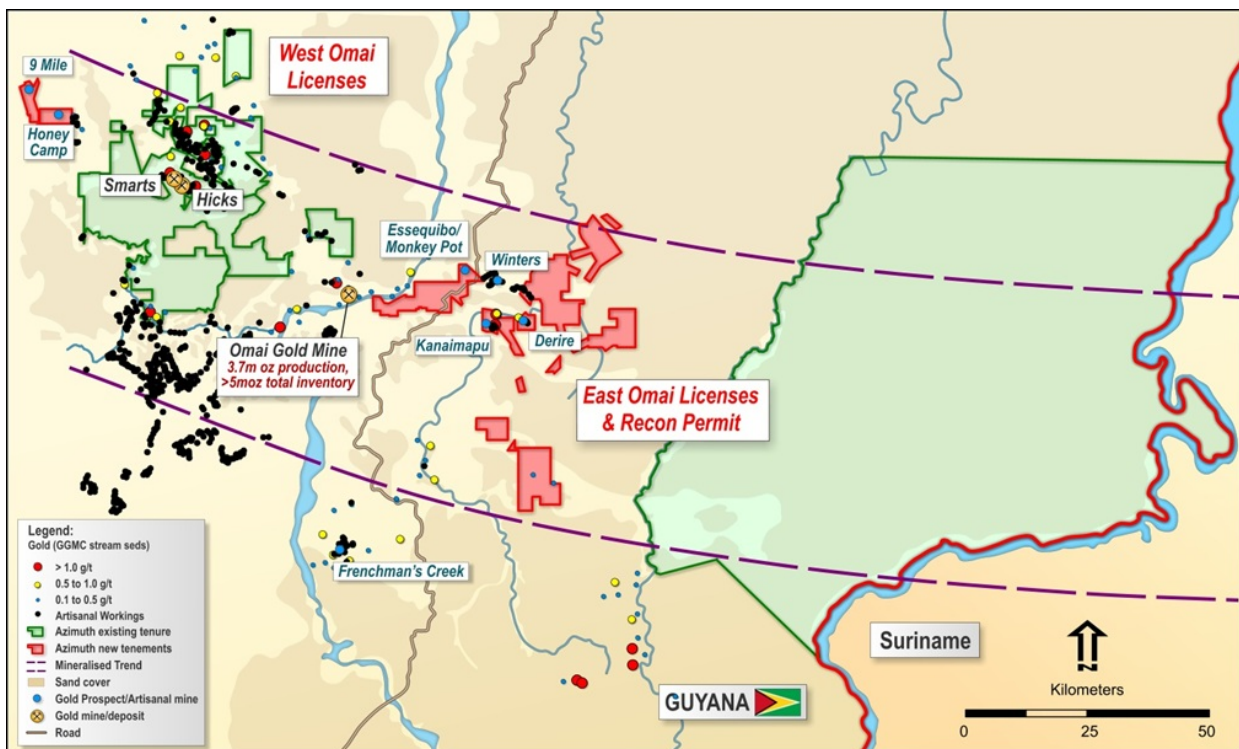 West Omai
Licenses
9 Mile
Honey
Camp
Smarts
Hicks
Essequibo/
Monkey Pot
Winters
Kanaimapu
Derire
Omai Gold Mine
3.7m oz production,
>5moz total inventory
East Omai Licenses
& Recon Permit
Frenchman's Creek
Legend:
Gold (GGMC stream seds)
> 1.0 g/t
0.5 to 1.0 g/t
0.1 to 0.5 g/t
Artisanal Workings
Azimuth existing tenure
Azimuth new tenements
Mineralised Trend
Sand cover
Gold Prospect/Artisanal mine
Gold mine/deposit
Road
GUYANA
Suriname
N
Kilometers
0 25 50